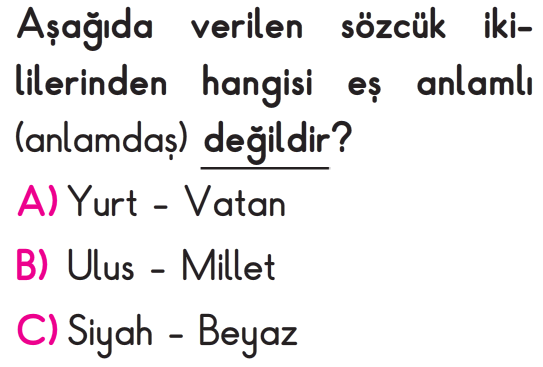 Aşağıda verilen sözcük iki-
lilerinden hangisi eş anlamlı
(anlamdaş) değildir?
A) Yurt - Vatan
B) Ulus - Millet
C) Siyah - Beyaz